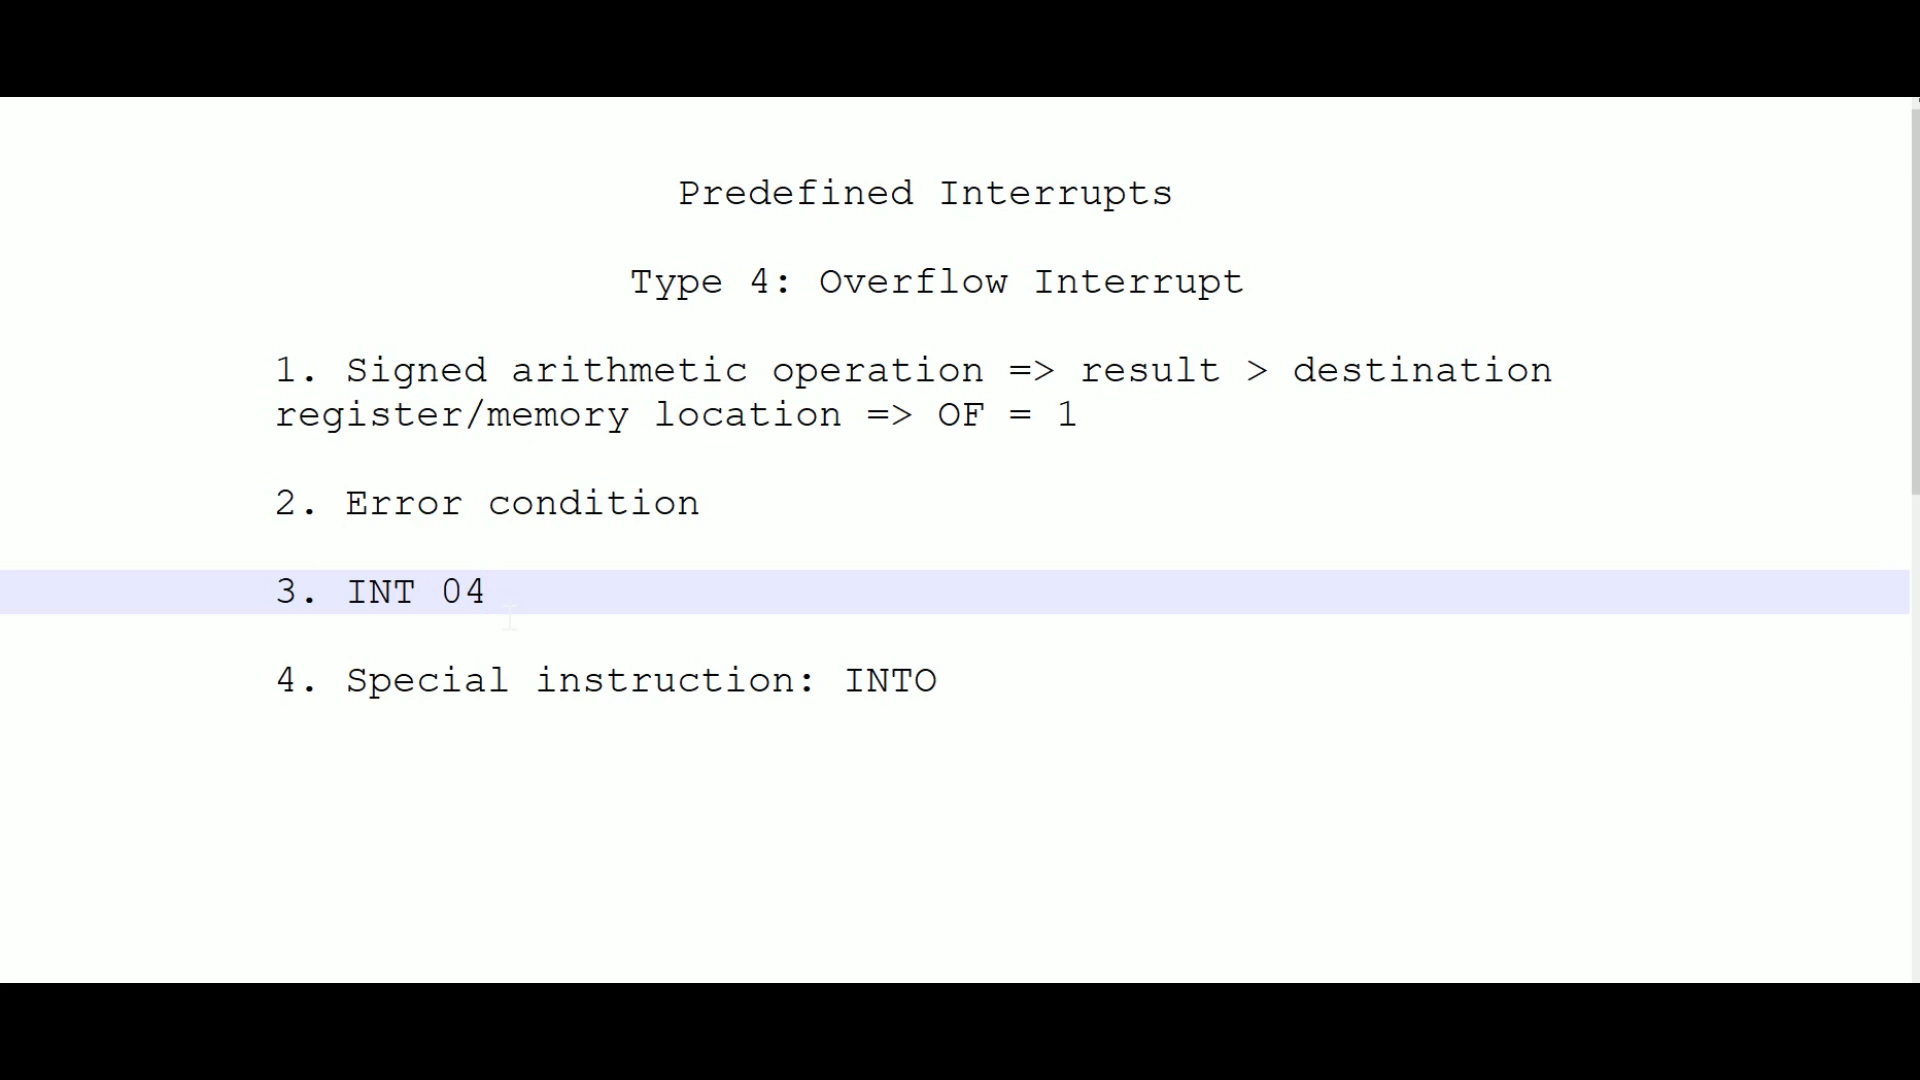 Predefined Interrupts
Type 4: Overflow Interrupt
1. Signed arithmetic operation => result > destination
register/memory location => OF = 1
2. Error condition
3. INT 04
4. Special instruction: INTO